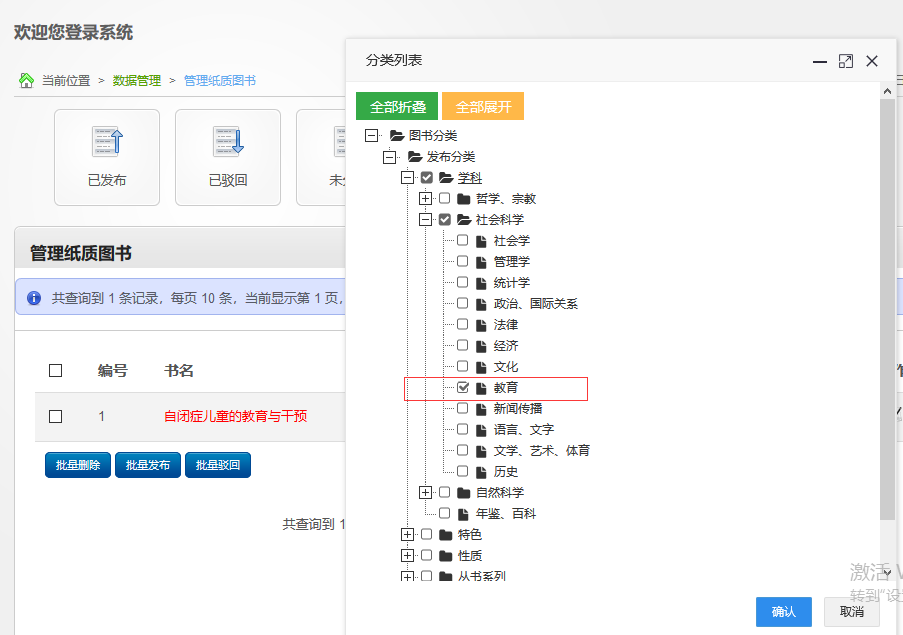 欢迎您登录系统
当前位置 > 数据管理 > 管理纸质图书
已发布
已驳回
管理纸质图书
共查询到 1 条记录，每页 10 条，当前显示第 1 页，
编号 书名
1 自闭症儿童的教育与干预
批量删除 批量发布 批量驳回
共查询到 1
分类列表
全部折叠 全部展开
图书分类
发布分类
学科
哲学、宗教
社会科学
社会学
管理学
统计学
政治、国际关系
法律
经济
文化
教育
新闻传播
语言、文字
文学、艺术、体育
历史
自然科学
年鉴、百科
特色
性质
从书系列
激活
转到"设
确认 取消